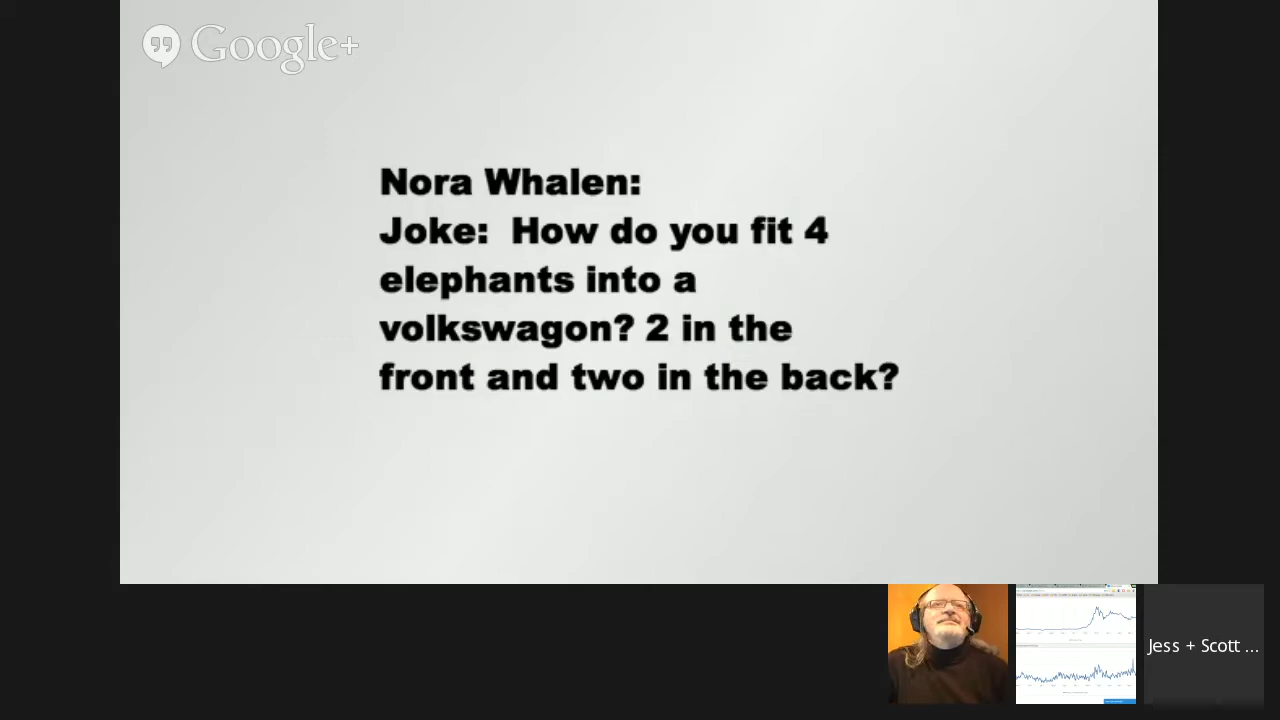 Google+
Nora Whalen:
Joke:  How do you fit 4
elephants into a
volkswagon? 2 in the
front and two in the back?
Jess + Scott ...